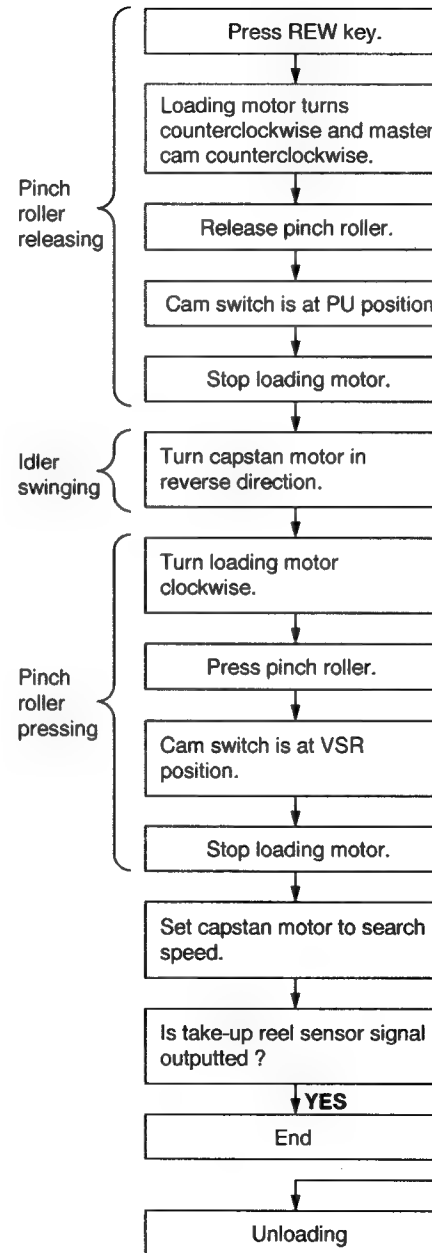 Press REW key.
Loading motor turns
counterclockwise and master
cam counterclockwise.
Pinch
roller
releasing
Release pinch roller.
Cam switch is at PU position
Stop loading motor.
Idler
swinging
Turn capstan motor in
reverse direction.
Turn loading motor
clockwise.
Pinch
roller
pressing
Press pinch roller.
Cam switch is at VSR
position.
Stop loading motor.
Set capstan motor to search
speed.
Is take-up reel sensor signal
outputted ?
YES
End
Unloading